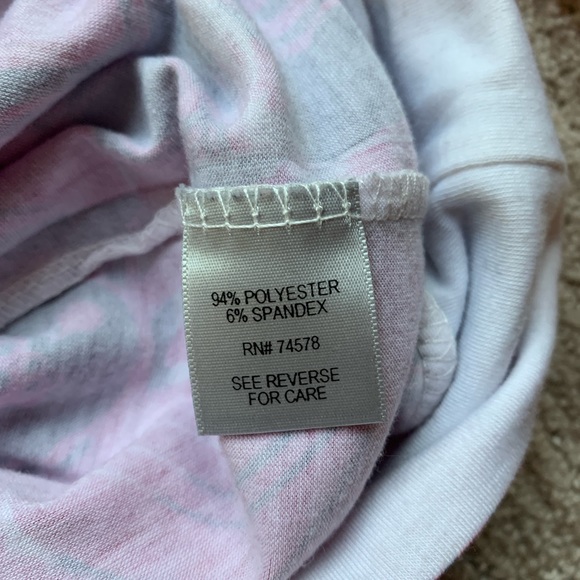 94% POLYESTER
6% SPANDEX
RN# 74578
SEE REVERSE
FOR CARE